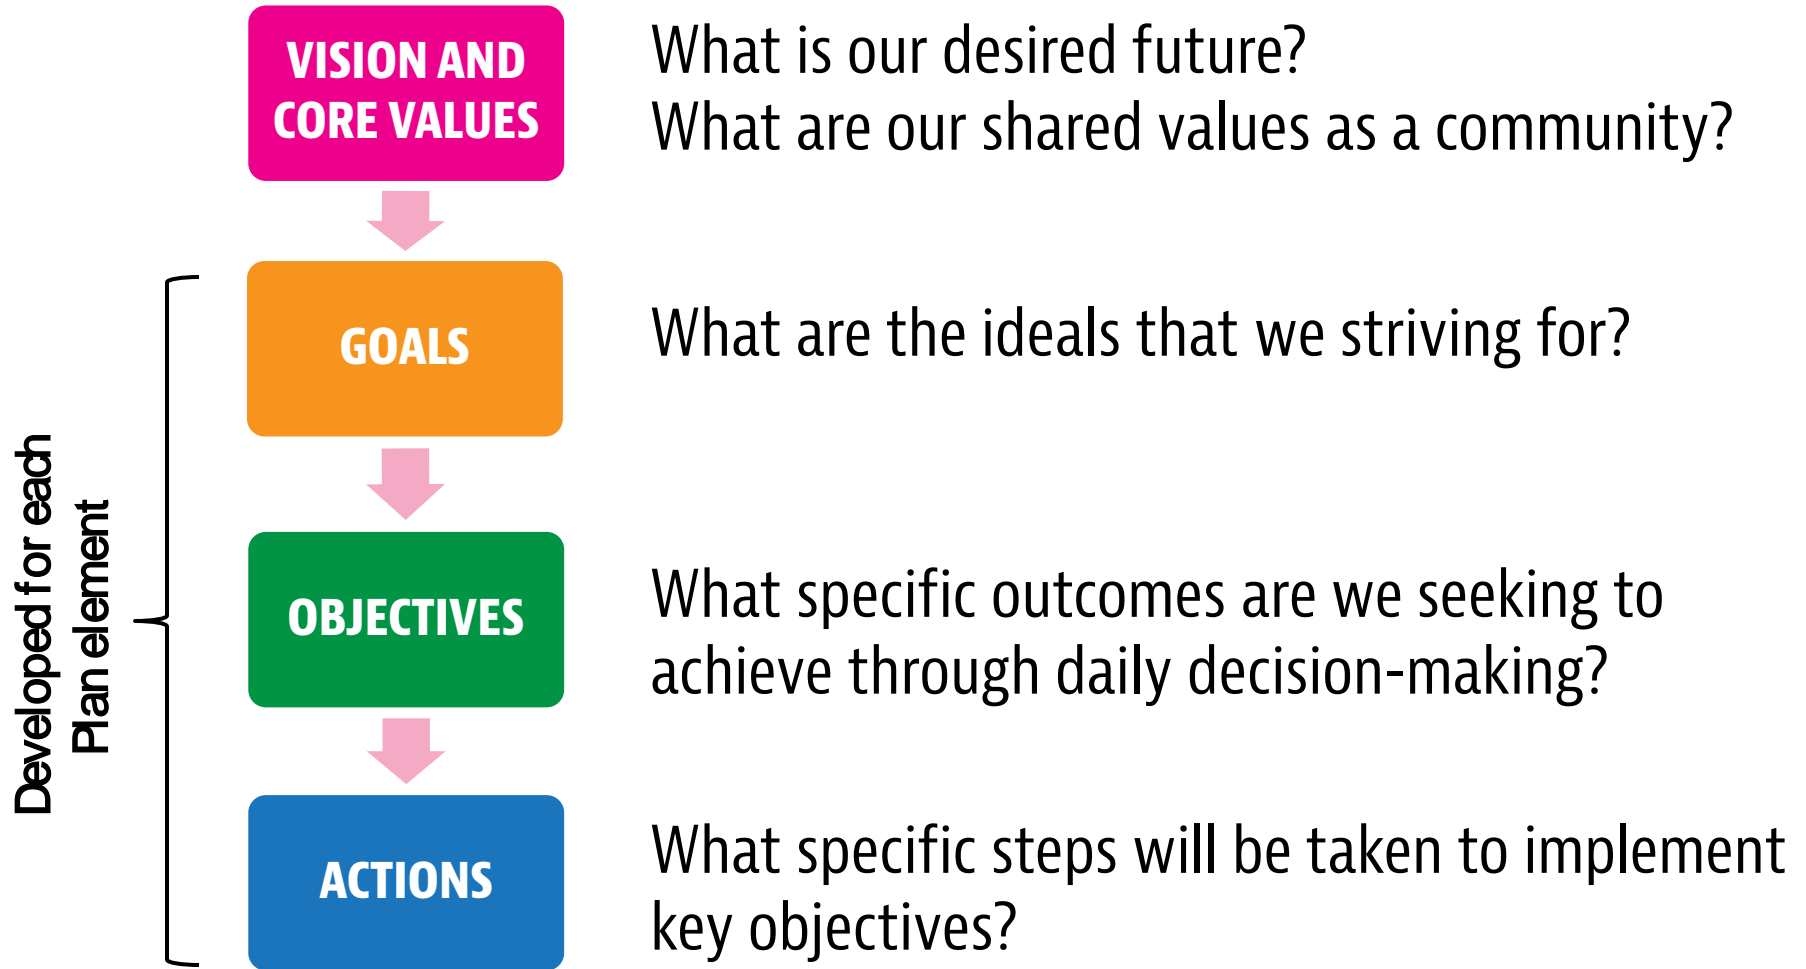 VISION AND
CORE VALUES
What is our desired future?
What are our shared values as a community?
Developed for each
Plan element
GOALS
What are the ideals that we striving for?
OBJECTIVES
What specific outcomes are we seeking to
achieve through daily decision-making?
ACTIONS
What specific steps will be taken to implement
key objectives?